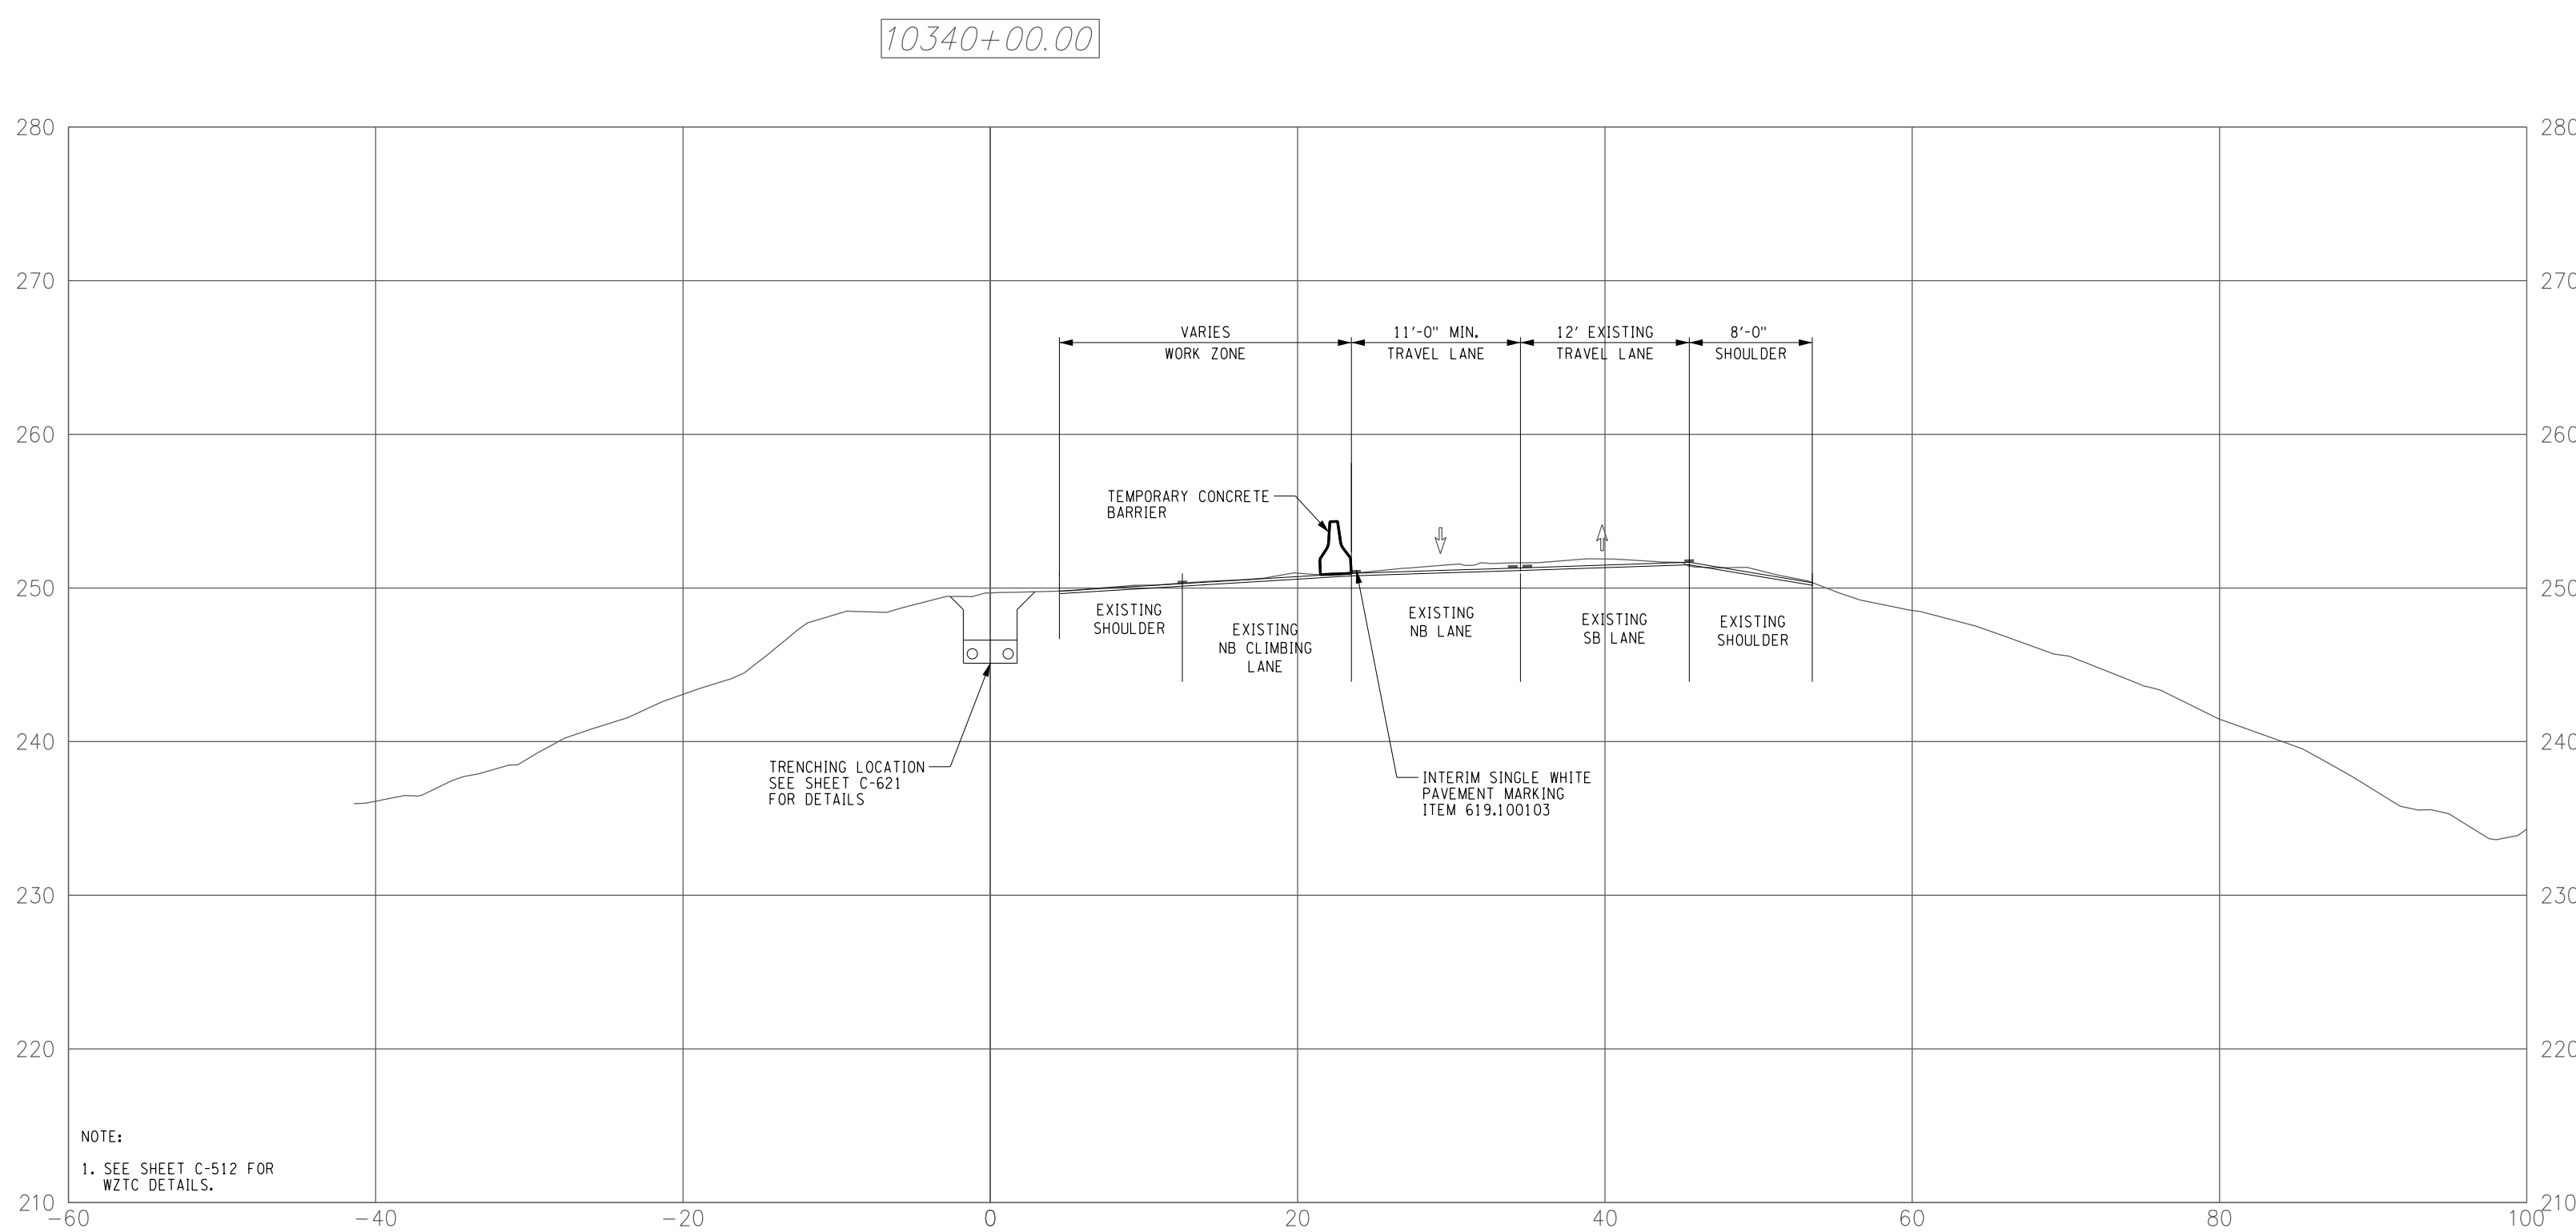 10340+00.00
280
280
270
270
VARIES
WORK ZONE
11'-0" MIN.
TRAVEL LANE
12' EXISTING
TRAVEL LANE
8'-0"
SHOULDER
260
260
TEMPORARY CONCRETE
BARRIER
250
250
EXISTING
SHOULDER
EXISTING
NB CLIMBING
LANE
EXISTING
NB LANE
EXISTING
SB LANE
EXISTING
SHOULDER
240
240
TRENCHING LOCATION
SEE SHEET C-621
FOR DETAILS
INTERIM SINGLE WHITE
PAVEMENT MARKING
ITEM 619.100103
230
230
220
220
NOTE:
1. SEE SHEET C-512 FOR
WZTC DETAILS.
210
210
-60
-40
-20
0
20
40
60
80
100